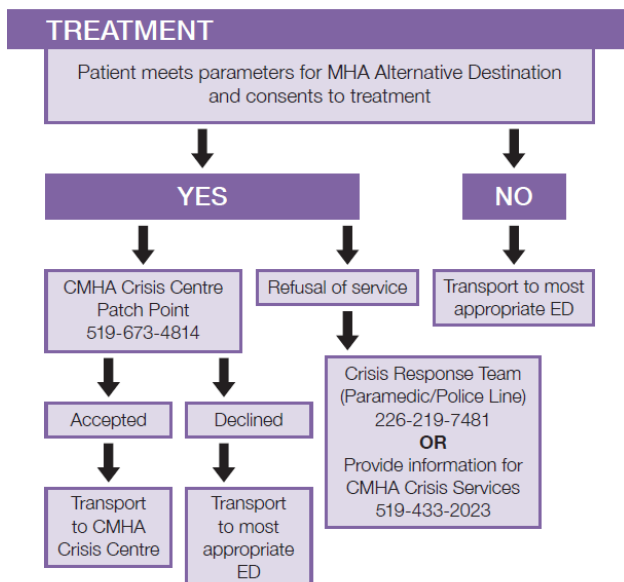 TREATMENT
Patient meets parameters for MHA Alternative Destination
and consents to treatment
YES
NO
CMHA Crisis Centre
Patch Point
519-673-4814
Refusal of service
Transport to most
appropriate ED
Crisis Response Team
(Paramedic/Police Line)
226-219-7481
OR
Provide information for
CMHA Crisis Services
519-433-2023
Accepted
Declined
Transport
to CMHA
Crisis Centre
Transport
to most
appropriate
ED